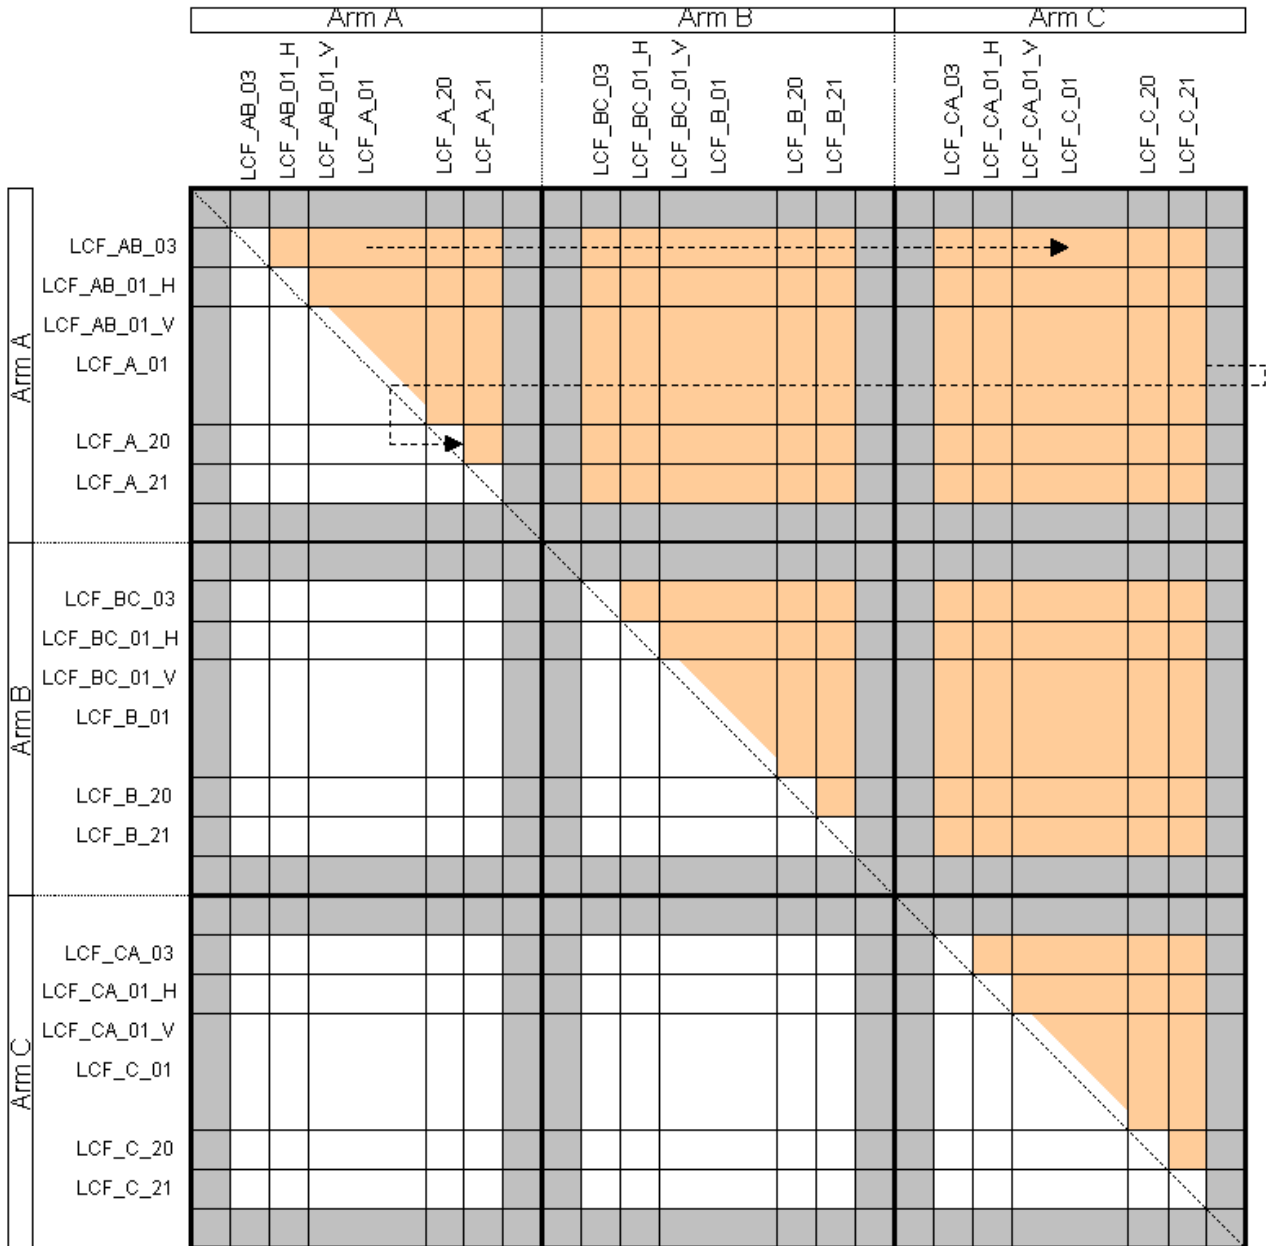 Arm A
Arm B
Arm C
LCF_AB_03
LCF_AB_01_H
LCF_AB_01_V
LCF_A_01
LCF_A_20
LCF_A_21
LCF_BC_03
LCF_BC_01_H
LCF_BC_01_V
LCF_B_01
LCF_B_20
LCF_B_21
LCF_CA_03
LCF_CA_01_H
LCF_CA_01_V
LCF_C_01
LCF_C_20
LCF_C_21
Arm A
LCF_AB_03
LCF_AB_01_H
LCF_AB_01_V
LCF_A_01
LCF_A_20
LCF_A_21
Arm B
LCF_BC_03
LCF_BC_01_H
LCF_BC_01_V
LCF_B_01
LCF_B_20
LCF_B_21
Arm C
LCF_CA_03
LCF_CA_01_H
LCF_CA_01_V
LCF_C_01
LCF_C_20
LCF_C_21